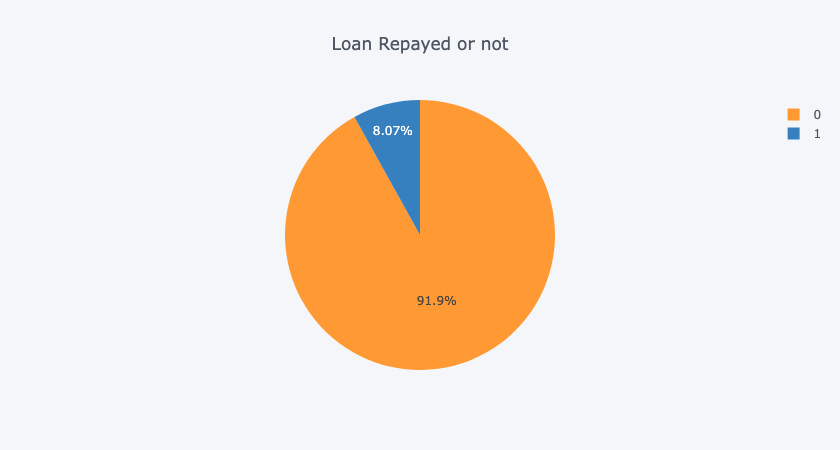 Loan Repayed or not
0
1
8.07%
91.9%